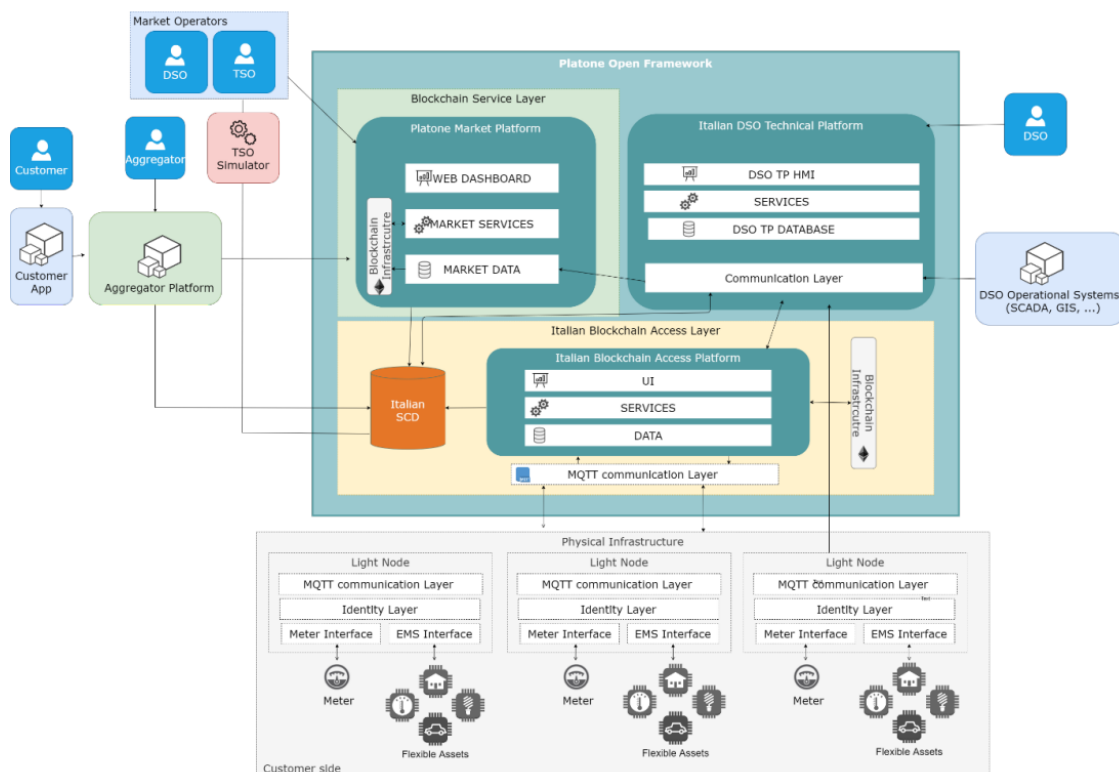 Market Operators
DSO
TSO
Platone Open Framework
Blockchain Service Layer
Platone Market Platform
WEB DASHBOARD
MARKET SERVICES
MARKET DATA
Blockchain
Infrastrcutre
Italian DSO Technical Platform
DSO TP HMI
SERVICES
DSO TP DATABASE
Communication Layer
DSO
Customer
Aggregator
TSO
Simulator
Customer
App
Aggregator Platform
DSO Operational Systems
(SCADA, GIS, ...)
Italian Blockchain Access Layer
Italian Blockchain Access Platform
UI
SERVICES
DATA
Italian
SCD
Blockchain
Infrastrcutre
MQTT communication Layer
Physical Infrastructure
Light Node
MQTT communication Layer
Identity Layer
Meter Interface
EMS Interface
Meter
Flexible Assets
Light Node
MQTT communication Layer
Identity Layer
Meter Interface
EMS Interface
Meter
Flexible Assets
Light Node
MQTT communication Layer
Identity Layer
Meter Interface
EMS Interface
Meter
Flexible Assets
Customer side